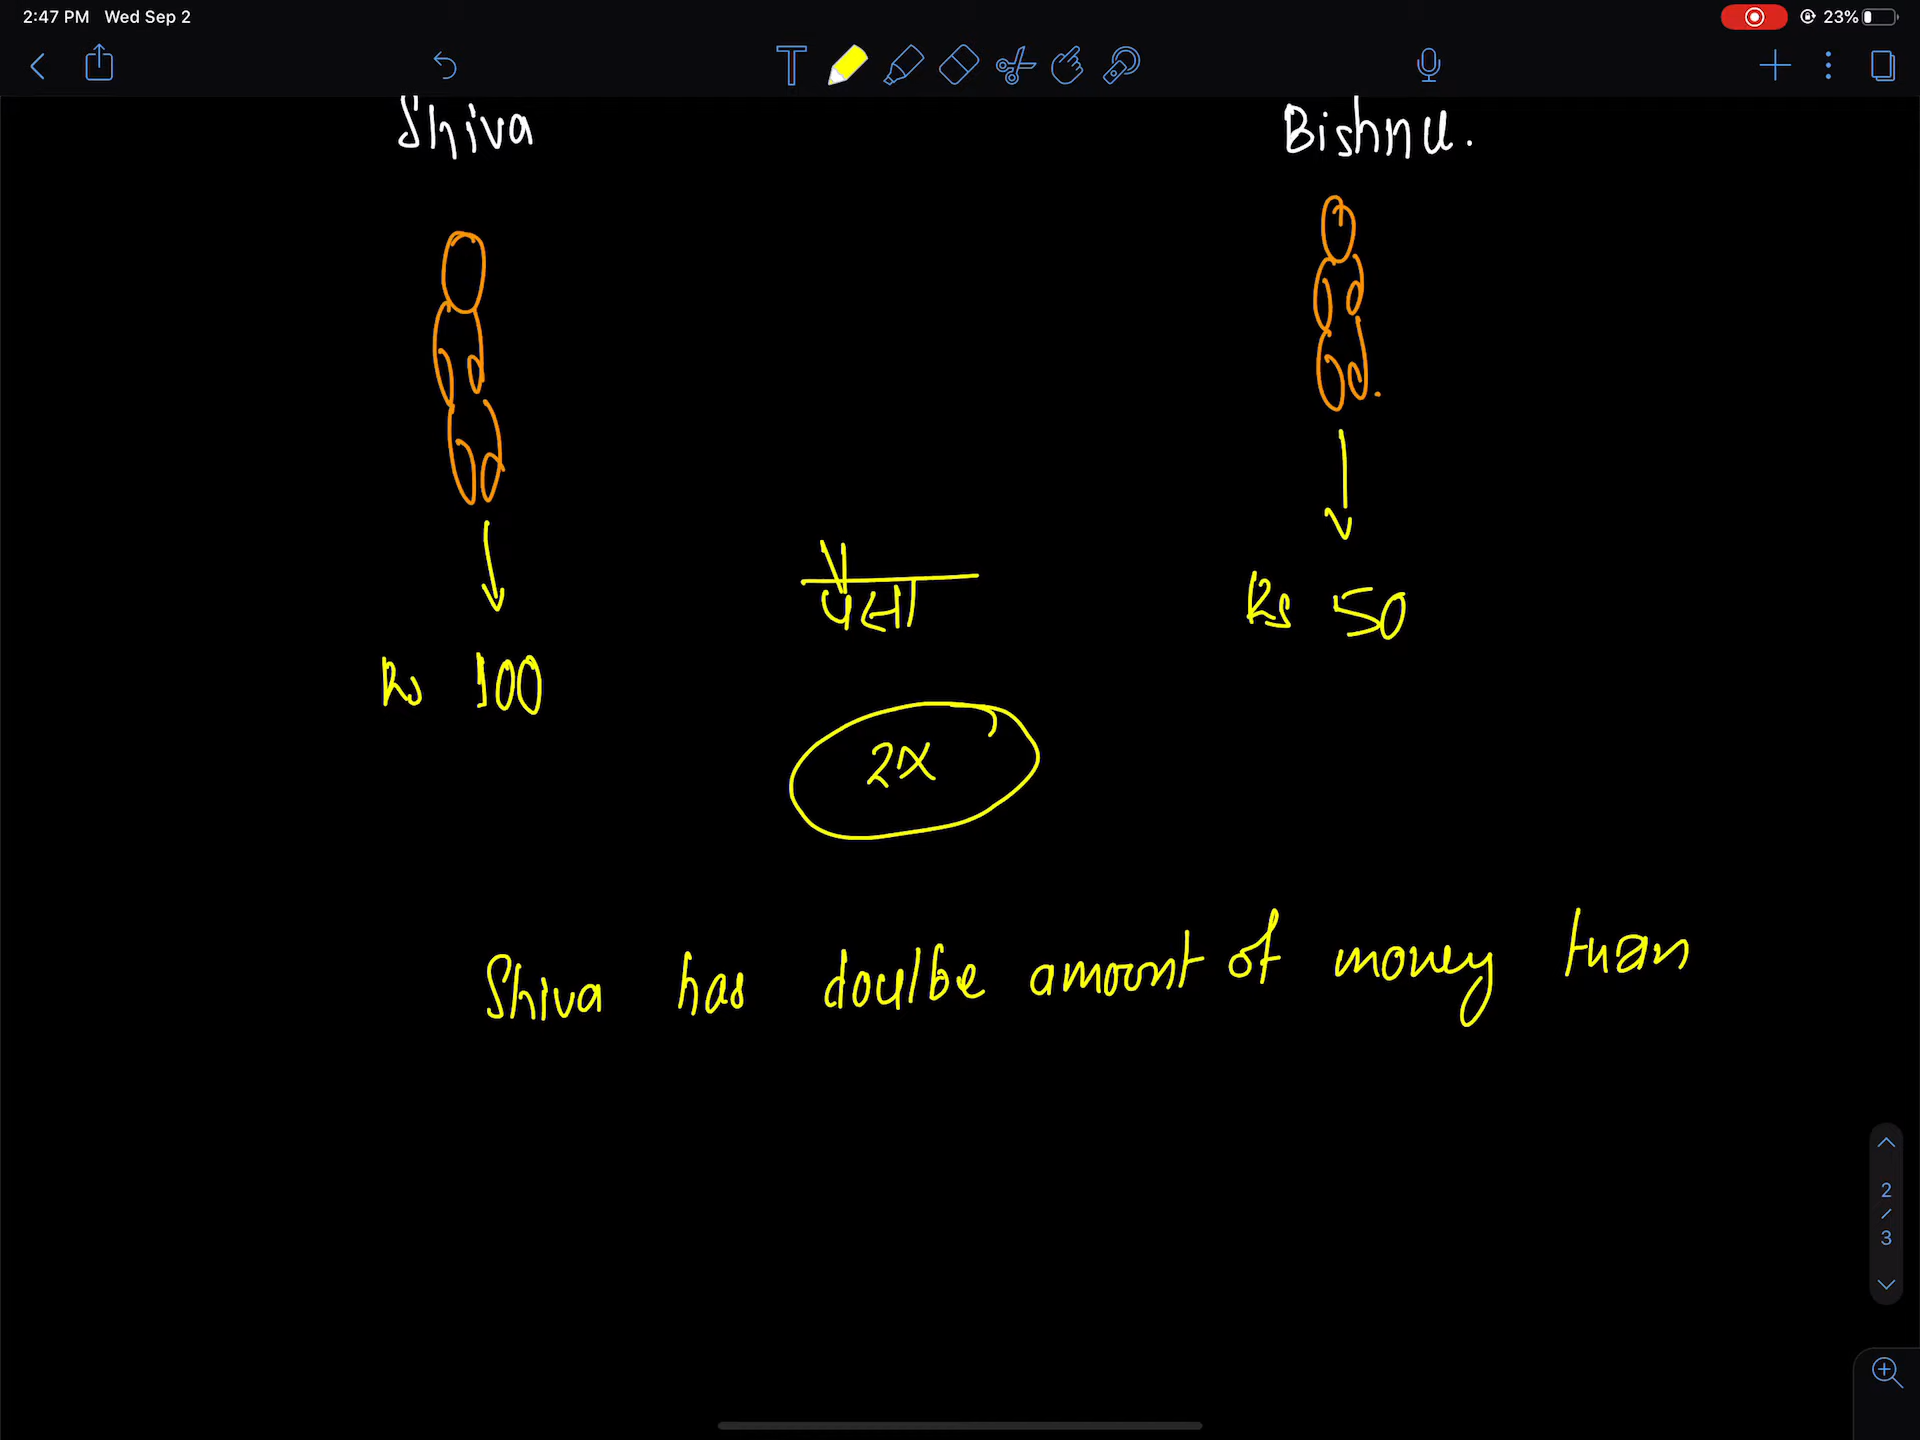 2:47 PM Wed Sep 2
23%
Shiva
Bishnu.
पैसा
Rs 50
Rs 100
2x
Shiva has doulbe amount of money than
2
/
3